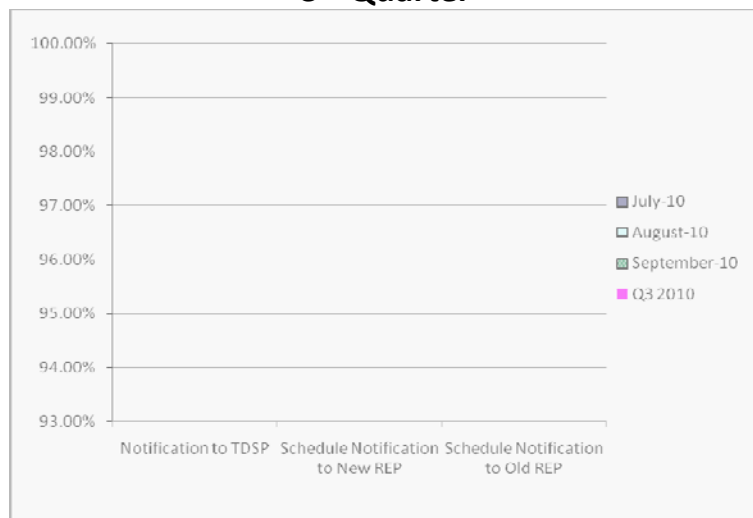 100.00%
99.00%
98.00%
97.00%
96.00%
95.00%
94.00%
93.00%
Notification to TDSP
Schedule Notification
to New REP
Schedule Notification
to Old REP
July-10
August-10
September-10
Q3 2010